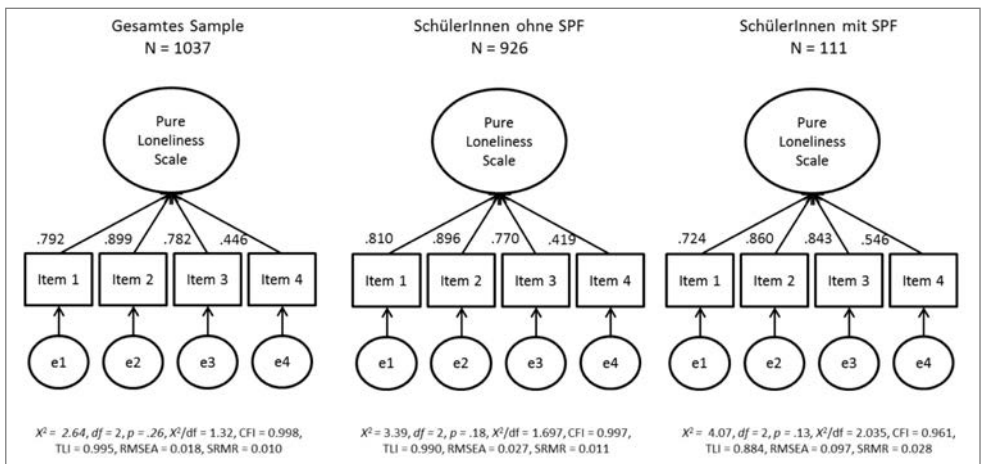 Gesamtes Sample
N = 1037
Pure
Loneliness
Scale
.792 .899 .782 .446
Item 1 Item 2 Item 3 Item 4
e1 e2 e3 e4
X² = 2.64, df = 2, p = .26, X²/df = 1.32, CFI = 0.998,
TLI = 0.995, RMSEA = 0.018, SRMR = 0.010
SchülerInnen ohne SPF
N = 926
Pure
Loneliness
Scale
.810 .896 .770 .419
Item 1 Item 2 Item 3 Item 4
e1 e2 e3 e4
X² = 3.39, df = 2, p = .18, X²/df = 1.697, CFI = 0.997,
TLI = 0.990, RMSEA = 0.027, SRMR = 0.011
SchülerInnen mit SPF
N = 111
Pure
Loneliness
Scale
.724 .860 .843 .546
Item 1 Item 2 Item 3 Item 4
e1 e2 e3 e4
X² = 4.07, df = 2, p = .13, X²/df = 2.035, CFI = 0.961,
TLI = 0.884, RMSEA = 0.097, SRMR = 0.028